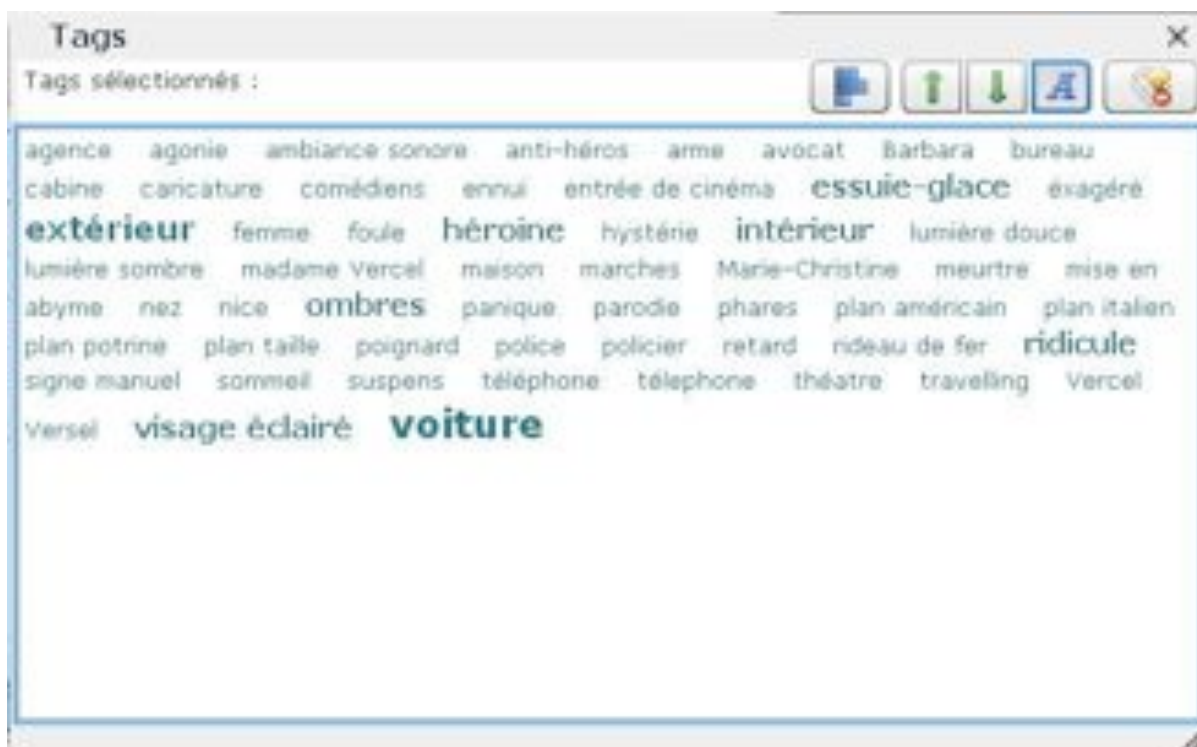 Tags
Tags sélectionnés :
agence agonie ambiance sonore anti-héros arme avocat Barbara bureau
cabine caricature comédiens ennui entrée de cinéma essuie-glace exagéré
extérieur femme foule héroine hystérie intérieur lumière douce
lumière sombre madame Vercel maison marches Marie-Christine meurtre mise en
abyme nez nice ombres panique parodie phares plan américain plan italien
plan potrine plan taille poignard police policier retard rideau de fer ridicule
signe manuel sommeil suspens téléphone télephone théatre travelling Vercel
Versel visage éclairé voiture